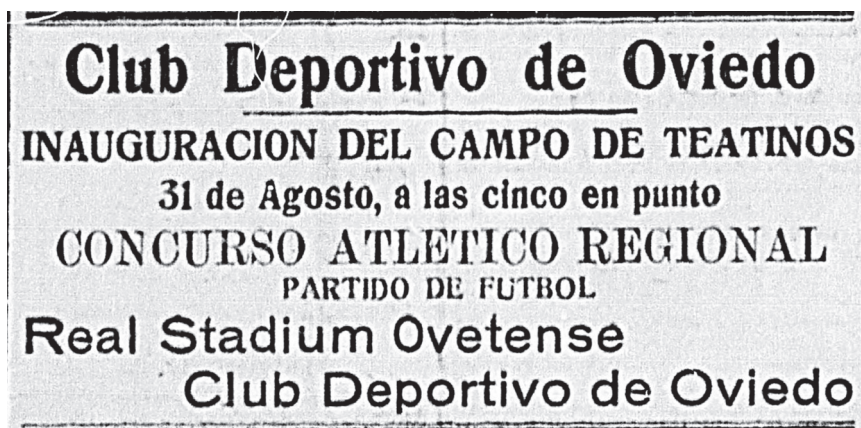 Club Deportivo de Oviedo
INAUGURACION DEL CAMPO DE TEATINOS
31 de Agosto, a las cinco en punto
CONCURSO ATLETICO REGIONAL
PARTIDO DE FUTBOL
Real Stadium Ovetense
Club Deportivo de Oviedo